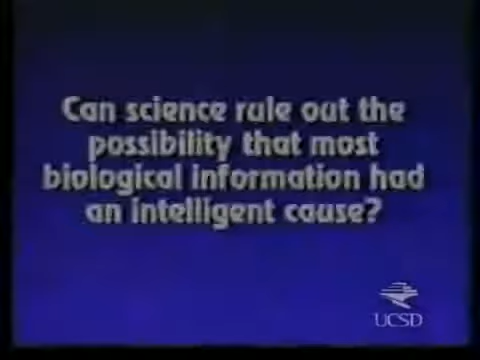 Can science rule out the
possibility that most
biological information had
an intelligent cause?
UCSD